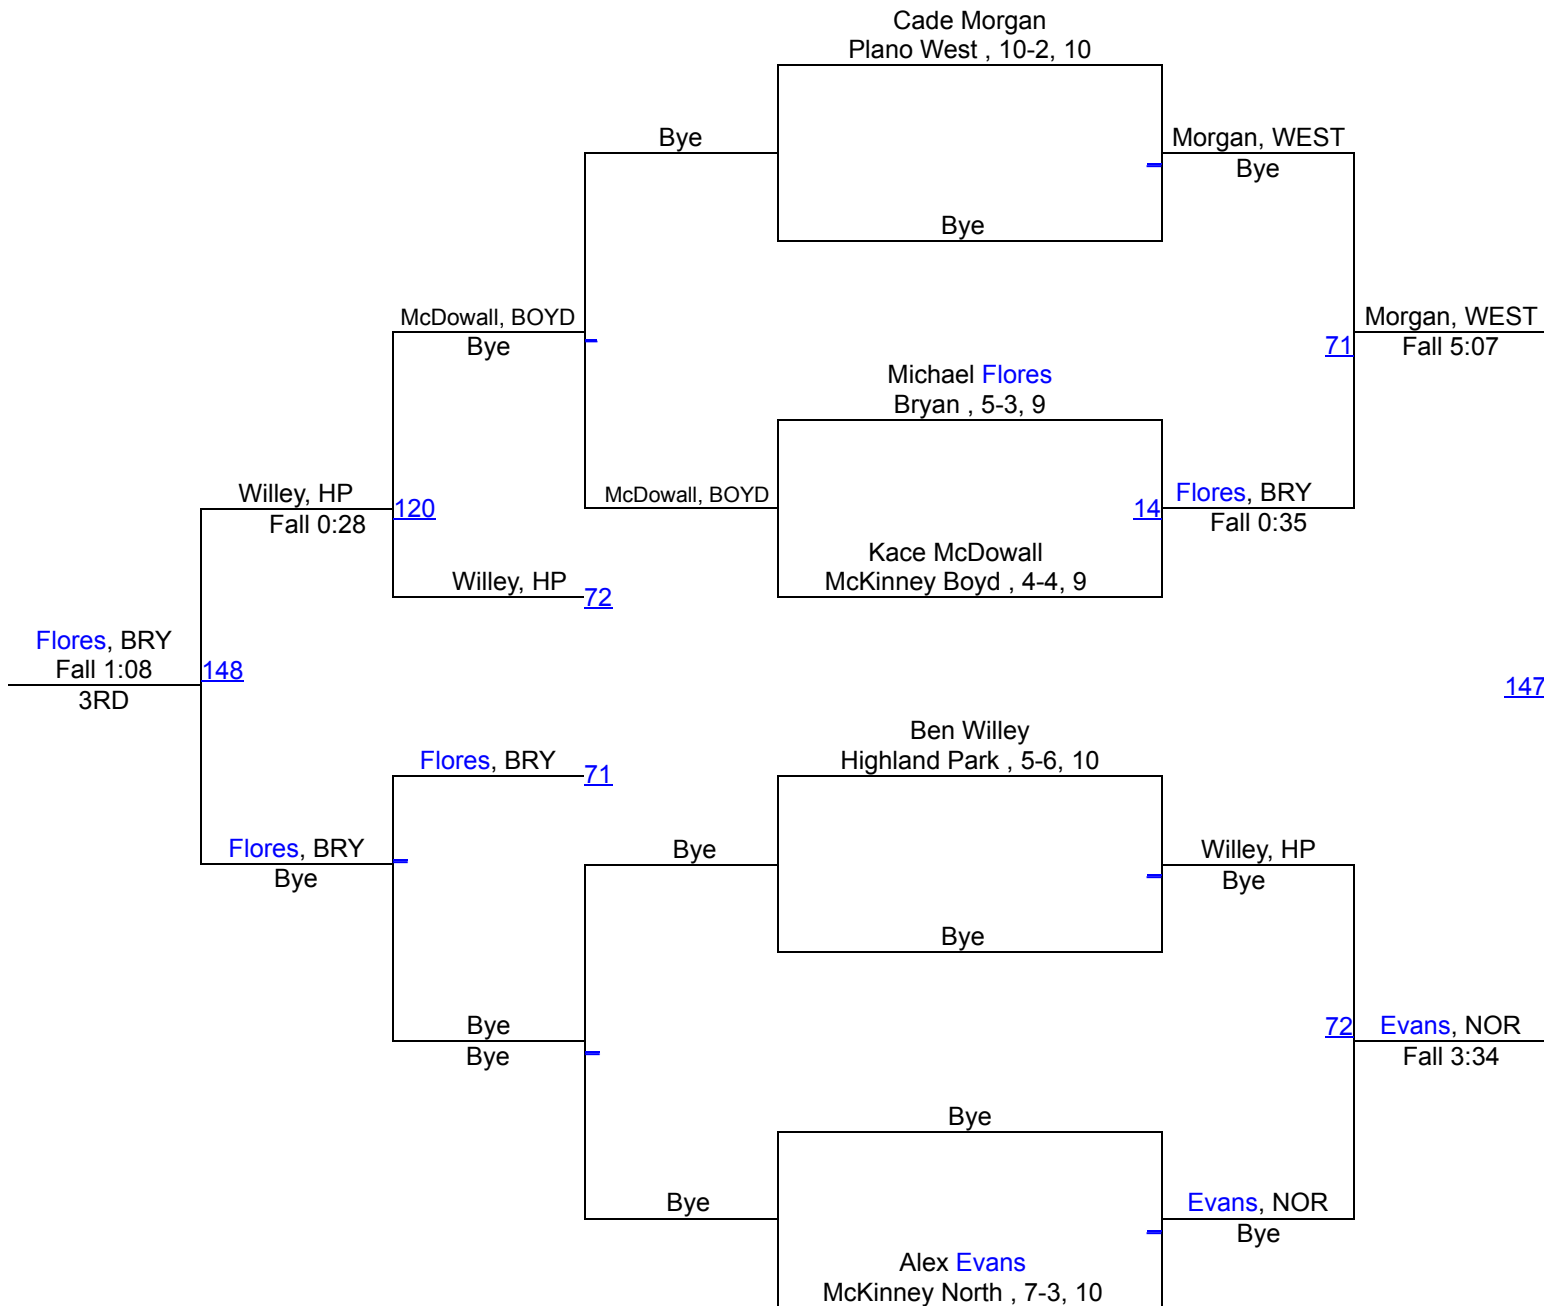 Cade Morgan
Plano West , 10-2, 10
Bye
Morgan, WEST
Bye
Bye
McDowall, BOYD
Bye
Morgan, WEST
71
Fall 5:07
Michael Flores
Bryan , 5-3, 9
Willey, HP
Fall 0:28
120
McDowall, BOYD
14
Flores, BRY
Fall 0:35
Kace McDowall
McKinney Boyd , 4-4, 9
Willey, HP
72
Flores, BRY
Fall 1:08
148
3RD
147
Ben Willey
Highland Park , 5-6, 10
Flores, BRY
71
Flores, BRY
Bye
Bye
Willey, HP
Bye
Bye
Bye
Bye
72
Evans, NOR
Fall 3:34
Bye
Bye
Evans, NOR
Bye
Alex Evans
McKinney North , 7-3, 10